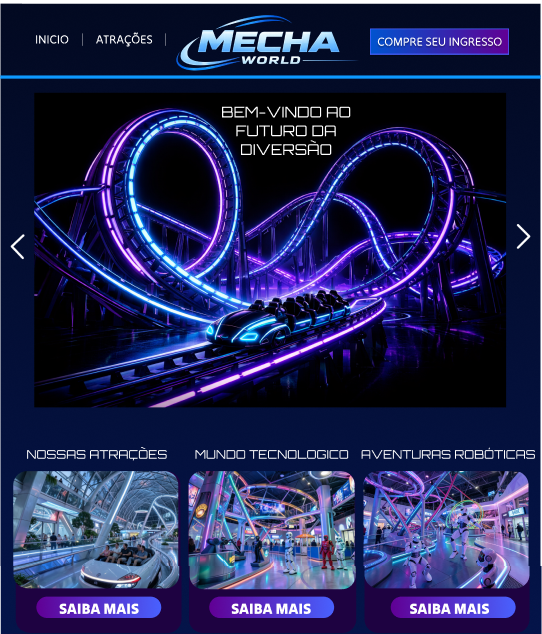 INICIO
ATRAÇÕES
MECHA
WORLD
COMPRE SEU INGRESSO
BEM-VINDO AO
FUTURO DA
DIVERSÃO
NOSSAS ATRAÇÕES
MUNDO TECNOLOGICO
AVENTURAS ROBÓTICAS
SAIBA MAIS
SAIBA MAIS
SAIBA MAIS